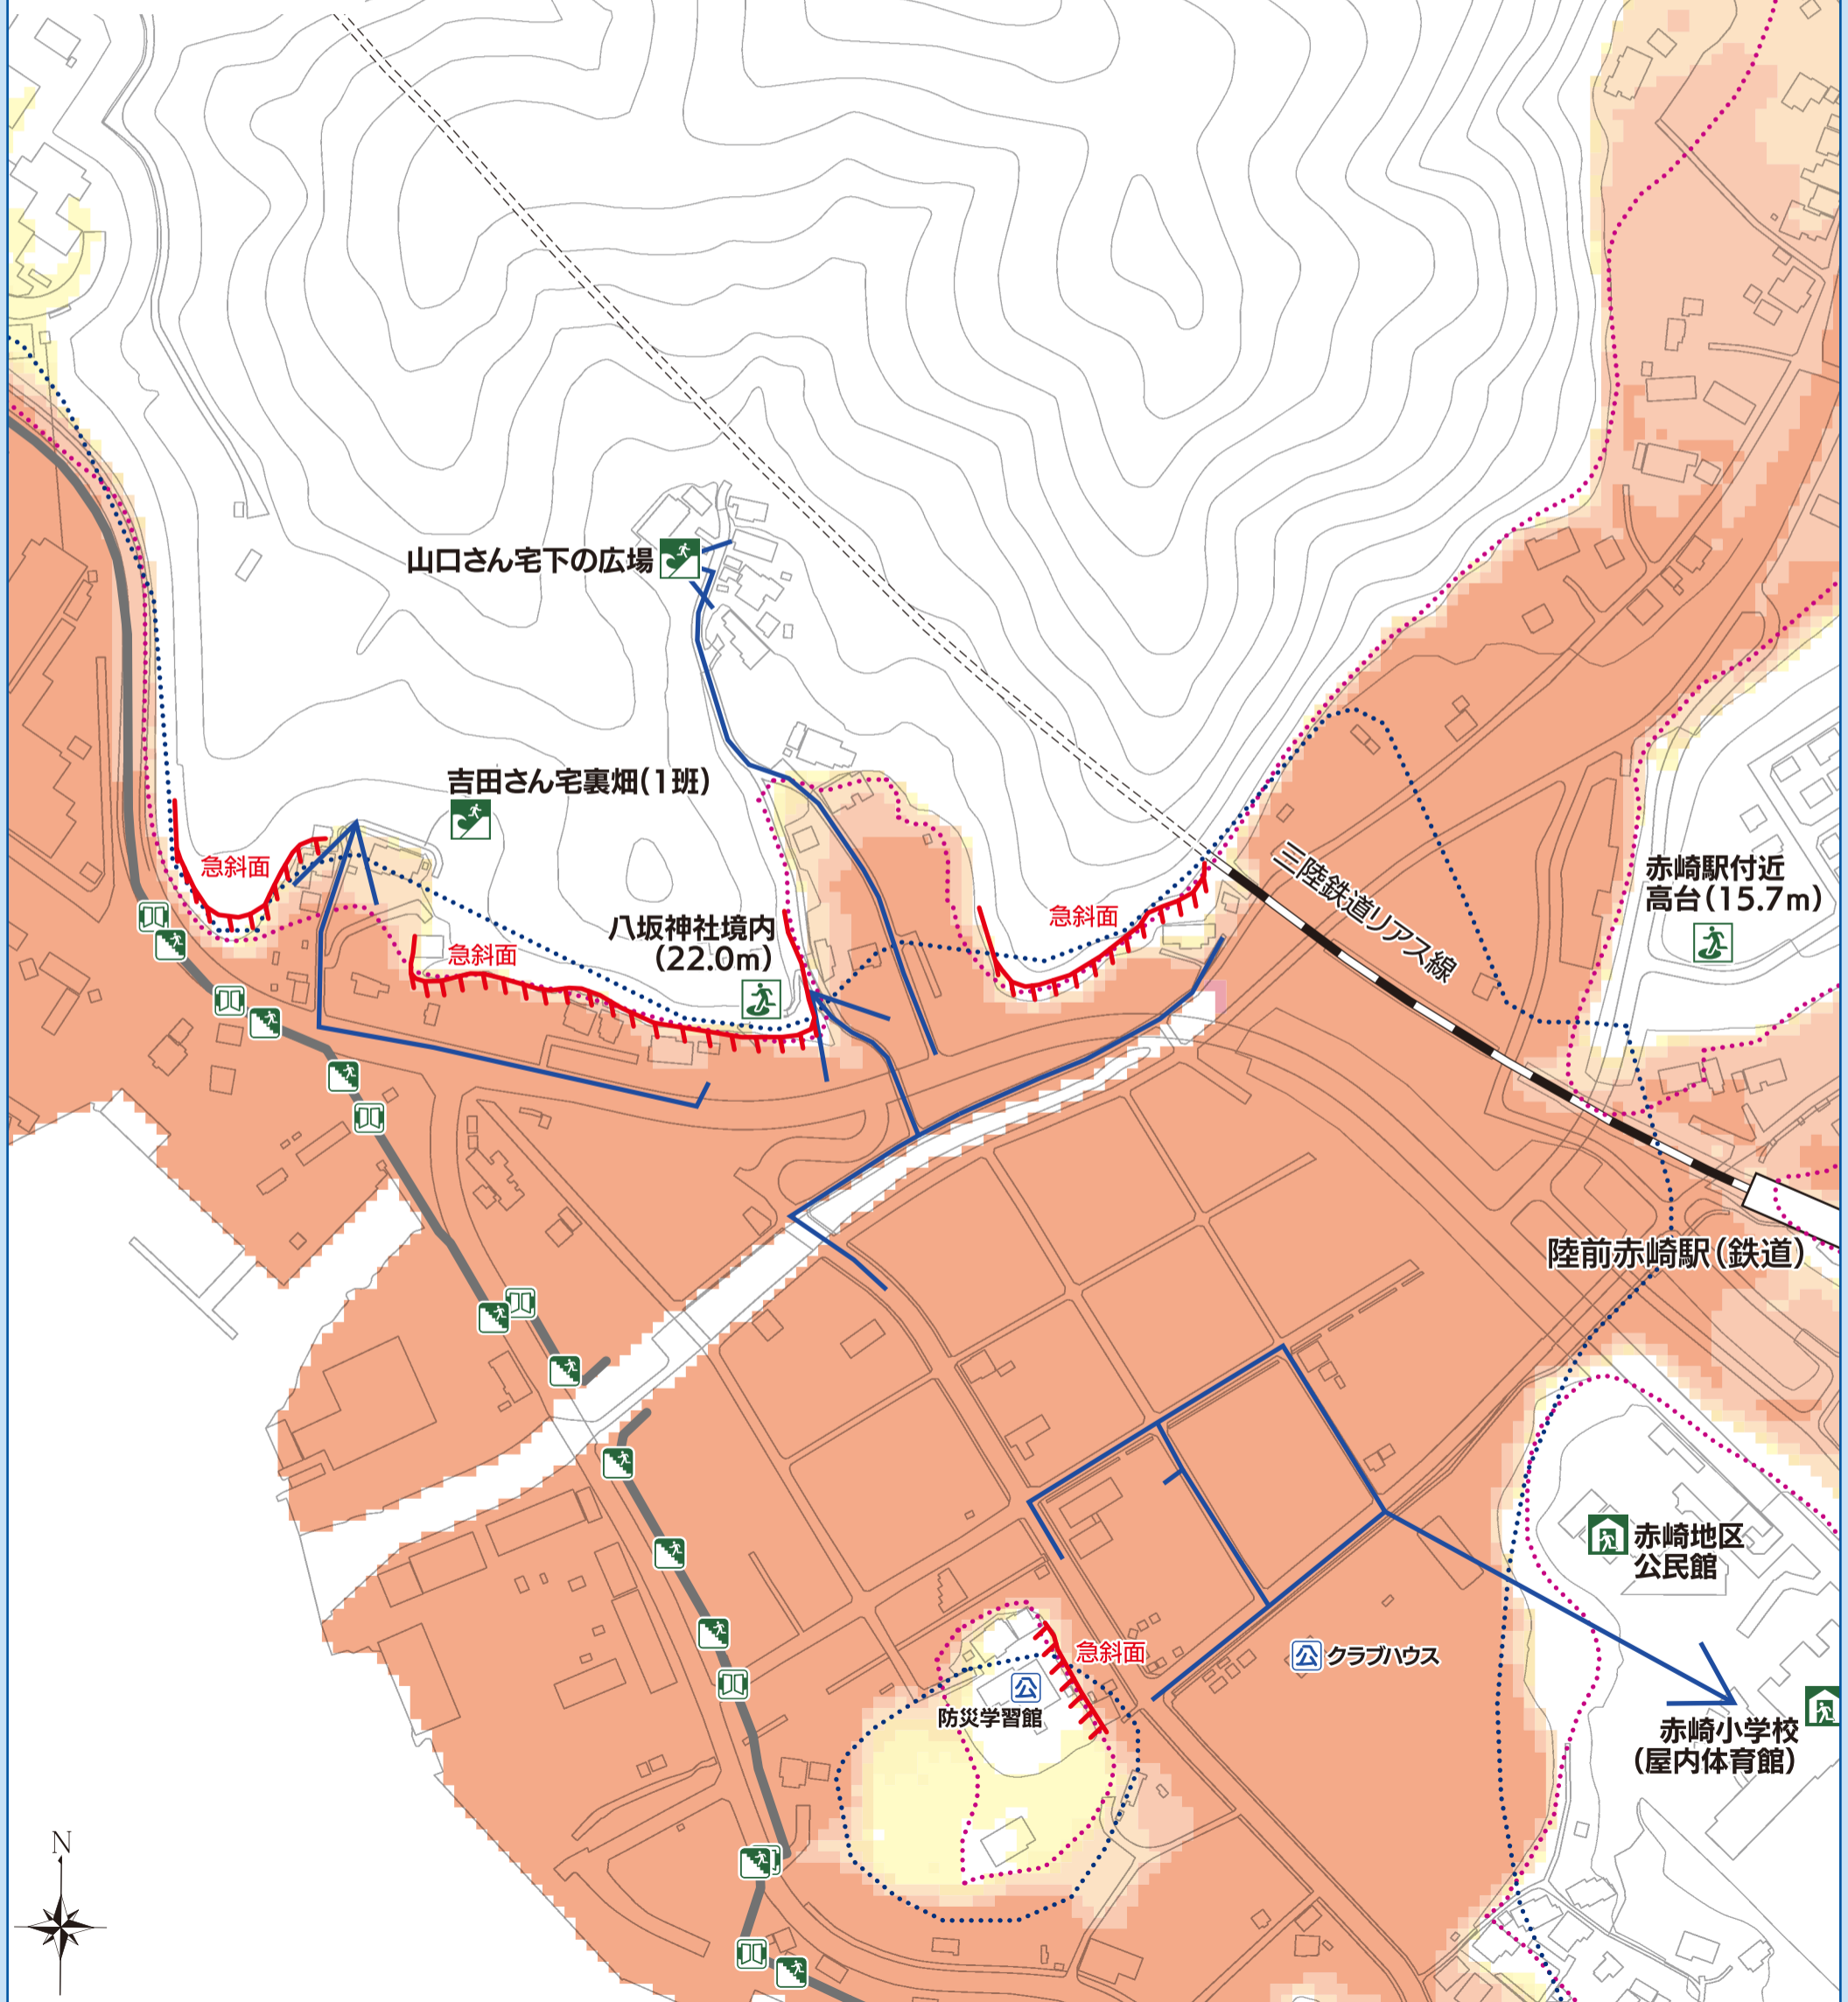 山口さん宅下の広場
吉田さん宅裏畑（1班）
急斜面
急斜面
八坂神社境内
（22.0m）
急斜面
三陸鉄道リアス線
赤崎駅付近
高台（15.7m）
陸前赤崎駅（鉄道）
赤崎地区
公民館
急斜面
公
クラブハウス
公
防災学習館
赤崎小学校
（屋内体育館）
N